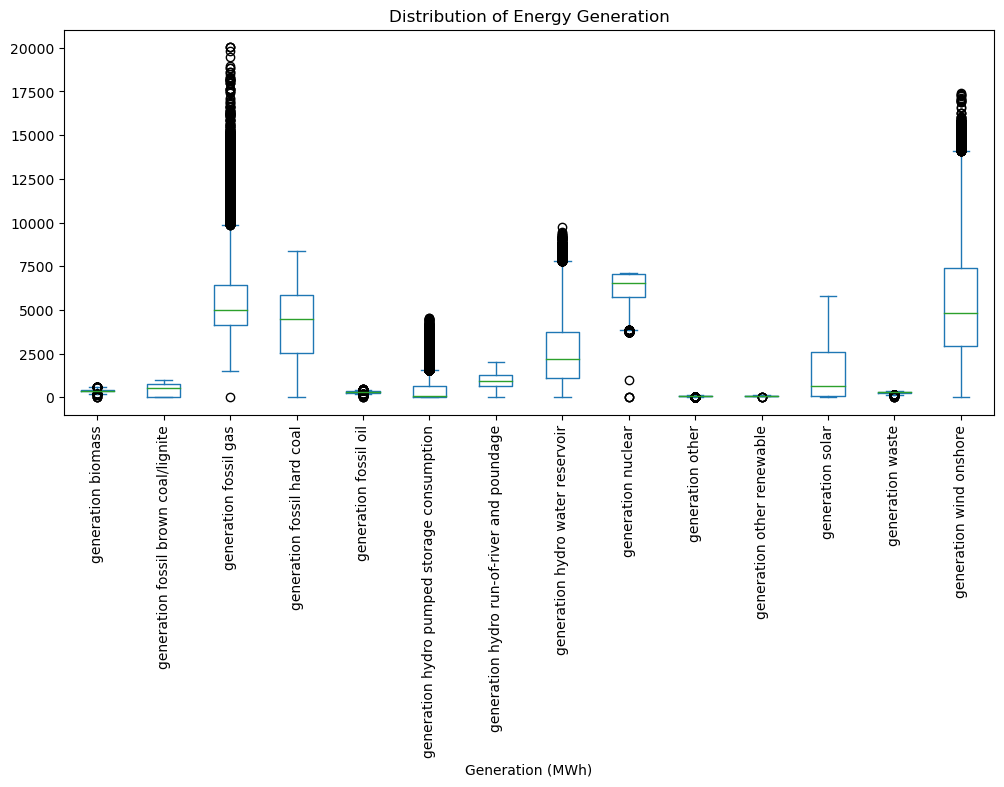 Distribution of Energy Generation
20000
17500
15000
12500
10000
7500
5000
2500
0
generation biomass
generation fossil brown coal/lignite
generation fossil gas
generation fossil hard coal
generation fossil oil
generation hydro pumped storage consumption
generation hydro run-of-river and poundage
generation hydro water reservoir
generation nuclear
generation other
generation other renewable
generation solar
generation waste
generation wind onshore
Generation (MWh)